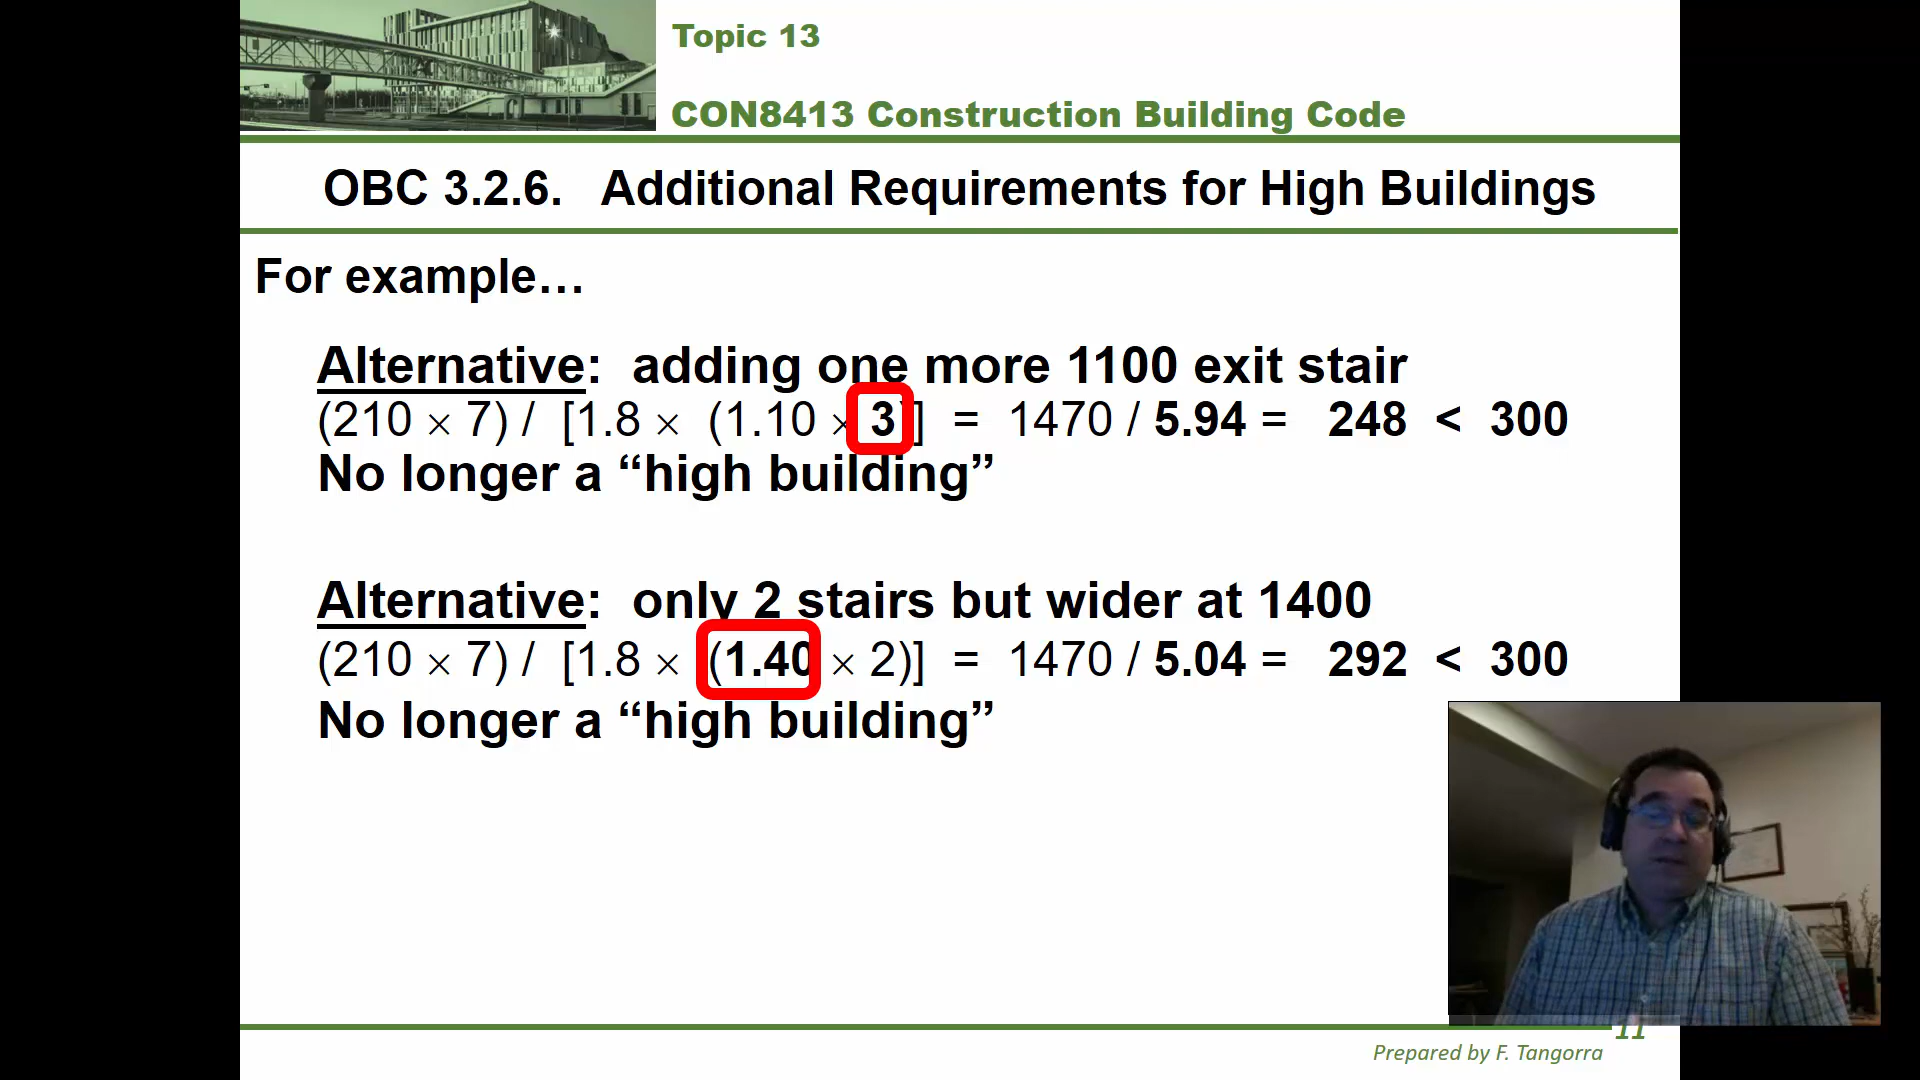 Topic 13
CON8413 Construction Building Code
OBC 3.2.6. Additional Requirements for High Buildings
For example…
Alternative: adding one more 1100 exit stair
(210 × 7) / [1.8 × (1.10 × 3)] = 1470 / 5.94 = 248 < 300
No longer a “high building”
Alternative: only 2 stairs but wider at 1400
(210 × 7) / [1.8 × (1.40 × 2)] = 1470 / 5.04 = 292 < 300
No longer a “high building”
11
Prepared by F. Tangorra